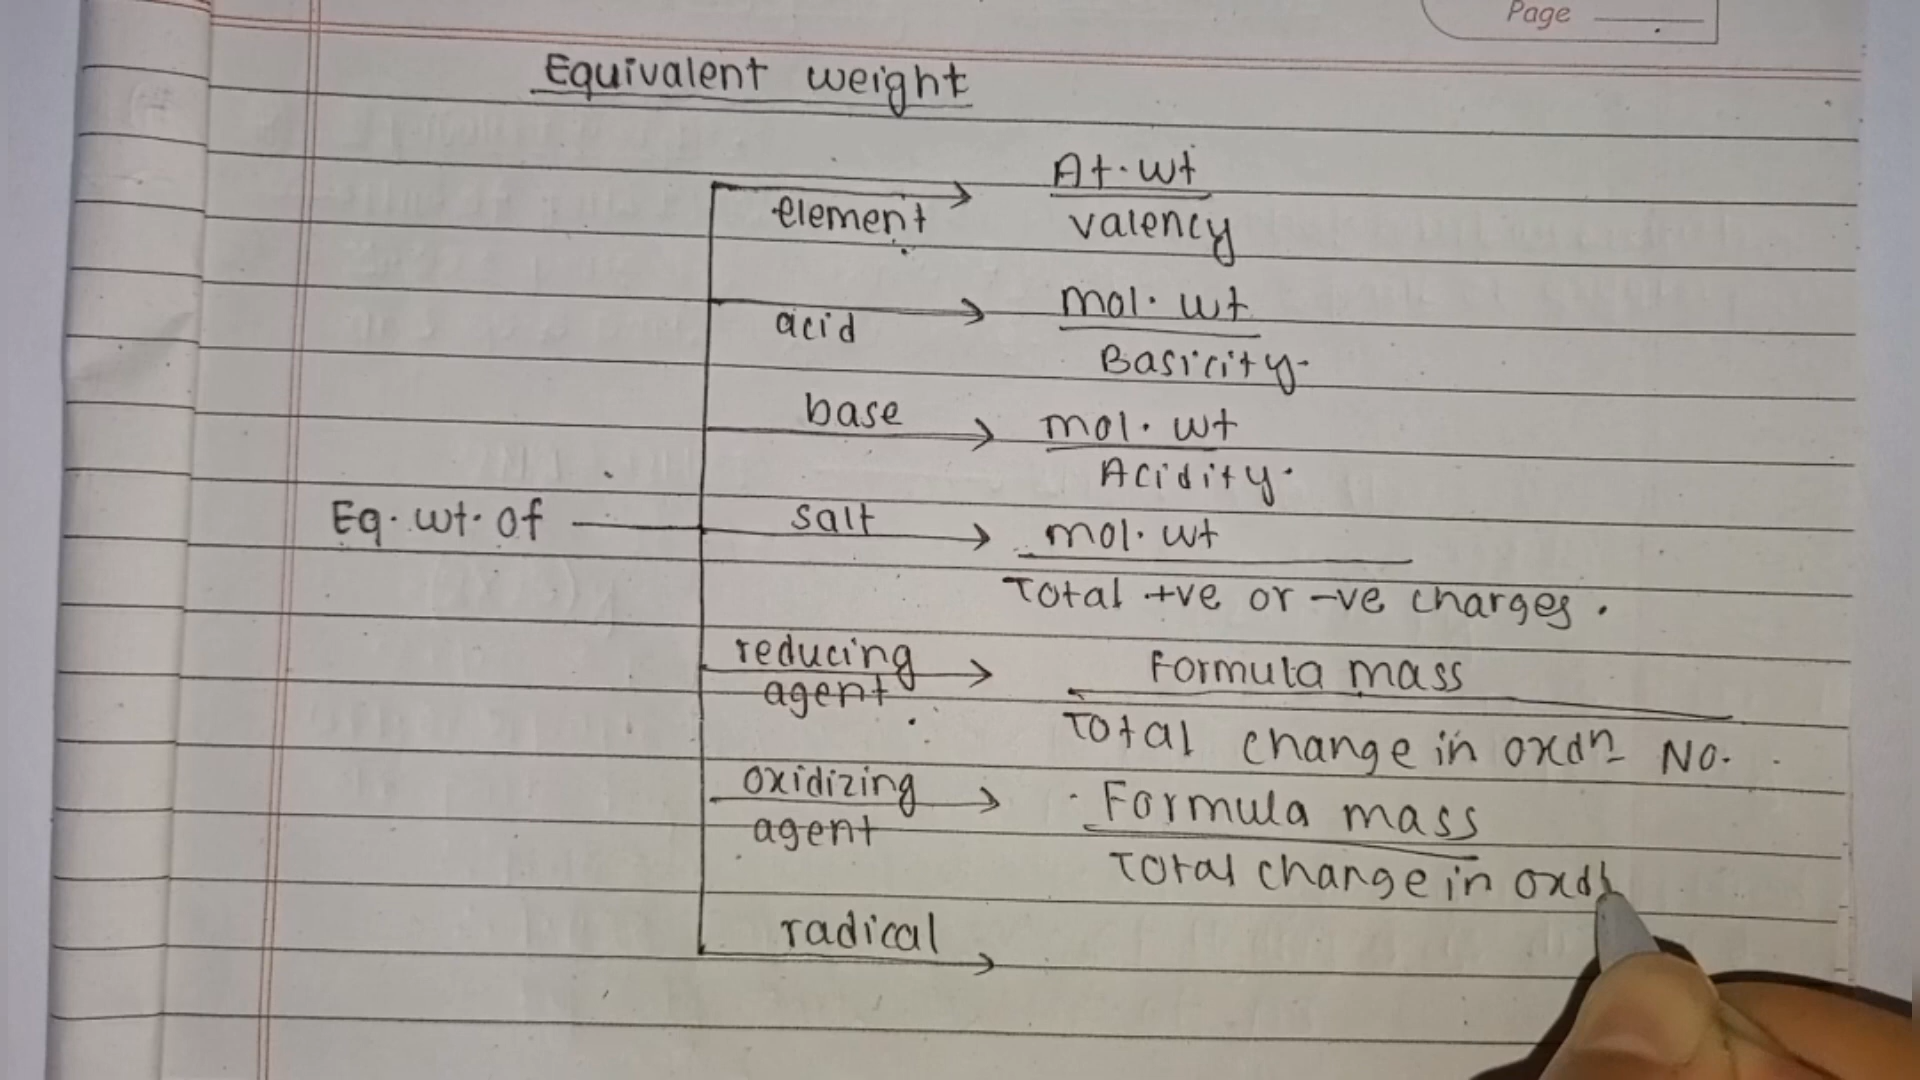 Page
Equivalent weight
element → At. wt
valency
acid → mol. wt
Basicity.
base → mol. wt
Acidity.
Eq. wt. of
salt → mol. wt
Total +ve or -ve charges.
reducing agent → Formula mass
Total change in oxdn No.
oxidizing agent → Formula mass
Total change in oxd
radical →